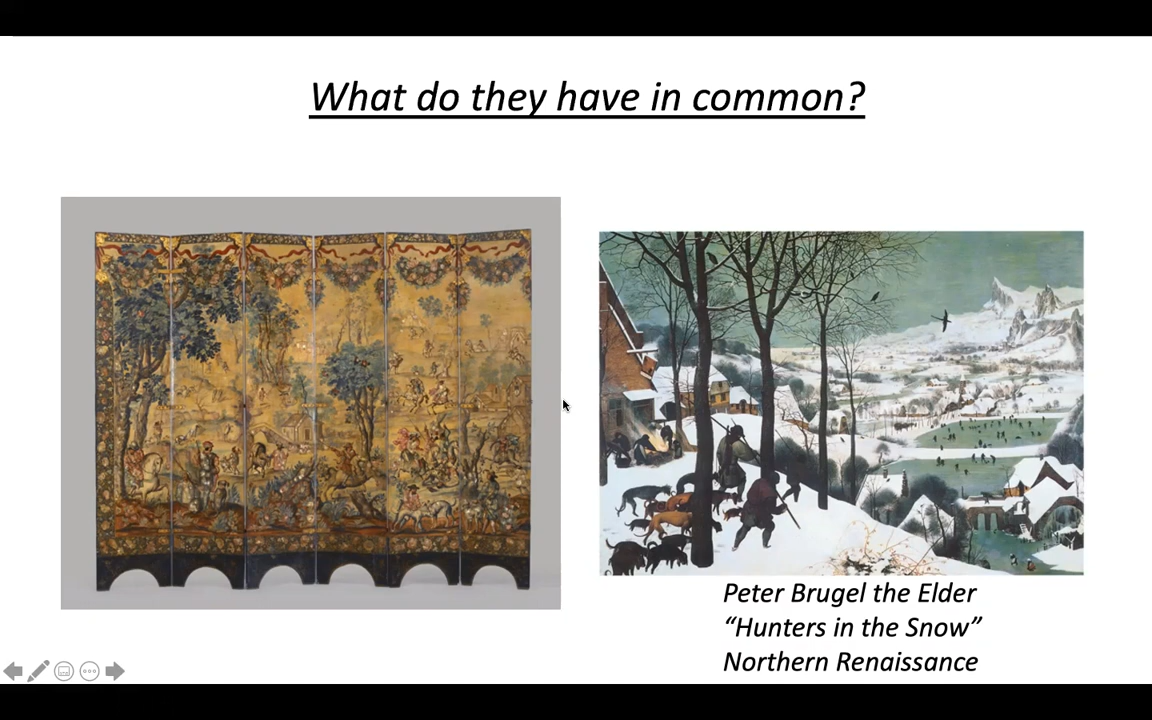 What do they have in common?
Peter Brugel the Elder
“Hunters in the Snow”
Northern Renaissance